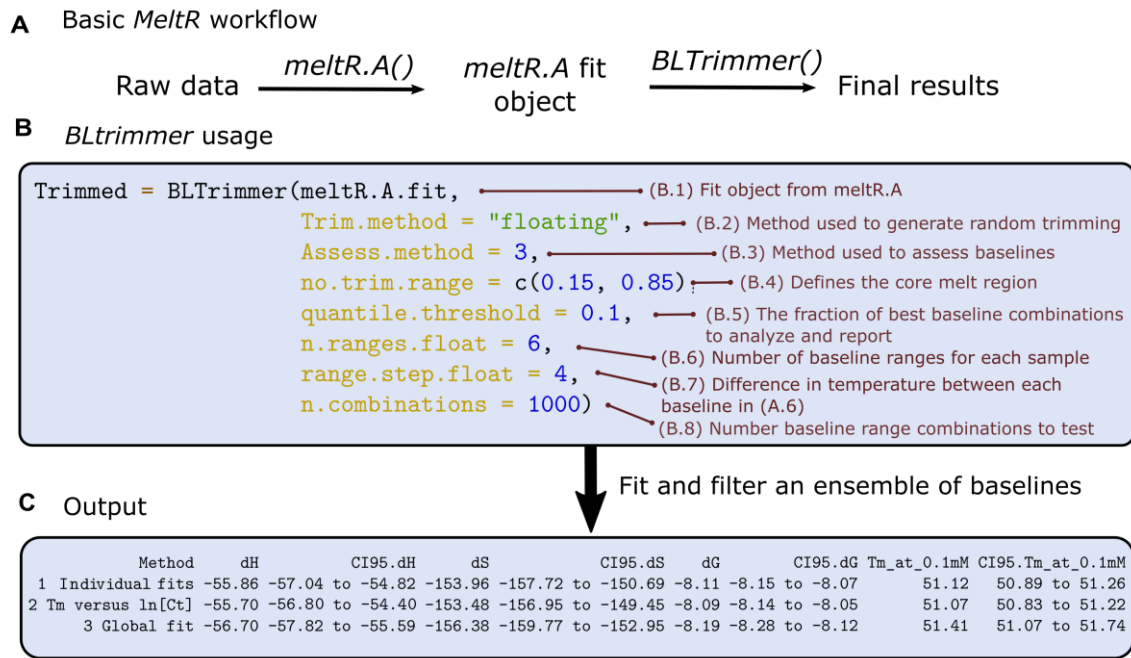 A Basic MeltR workflow
Raw data
meltR.A()
meltR.A fit
object
BLTrimmer()
Final results
B BLtrimmer usage
Trimmed = BLTrimmer(meltR.A.fit, (B.1) Fit object from meltR.A
Trim.method = "floating", (B.2) Method used to generate random trimming
Assess.method = 3, (B.3) Method used to assess baselines
no.trim.range = c(0.15, 0.85), (B.4) Defines the core melt region
quantile.threshold = 0.1, (B.5) The fraction of best baseline combinations
to analyze and report
n.ranges.float = 6, (B.6) Number of baseline ranges for each sample
range.step.float = 4, (B.7) Difference in temperature between each
baseline in (A.6)
n.combinations = 1000) (B.8) Number baseline range combinations to test
Fit and filter an ensemble of baselines
C Output
Method dH CI95.dH dS CI95.dS dG CI95.dG Tm_at_0.1mM CI95.Tm_at_0.1mM
1 Individual fits -55.86 -57.04 to -54.82 -153.96 -157.72 to -150.69 -8.11 -8.15 to -8.07 51.12 50.89 to 51.26
2 Tm versus ln[Ct] -55.70 -56.80 to -54.40 -153.48 -156.95 to -149.45 -8.09 -8.14 to -8.05 51.07 50.83 to 51.22
3 Global fit -56.70 -57.82 to -55.59 -156.38 -159.77 to -152.95 -8.19 -8.28 to -8.12 51.41 51.07 to 51.74